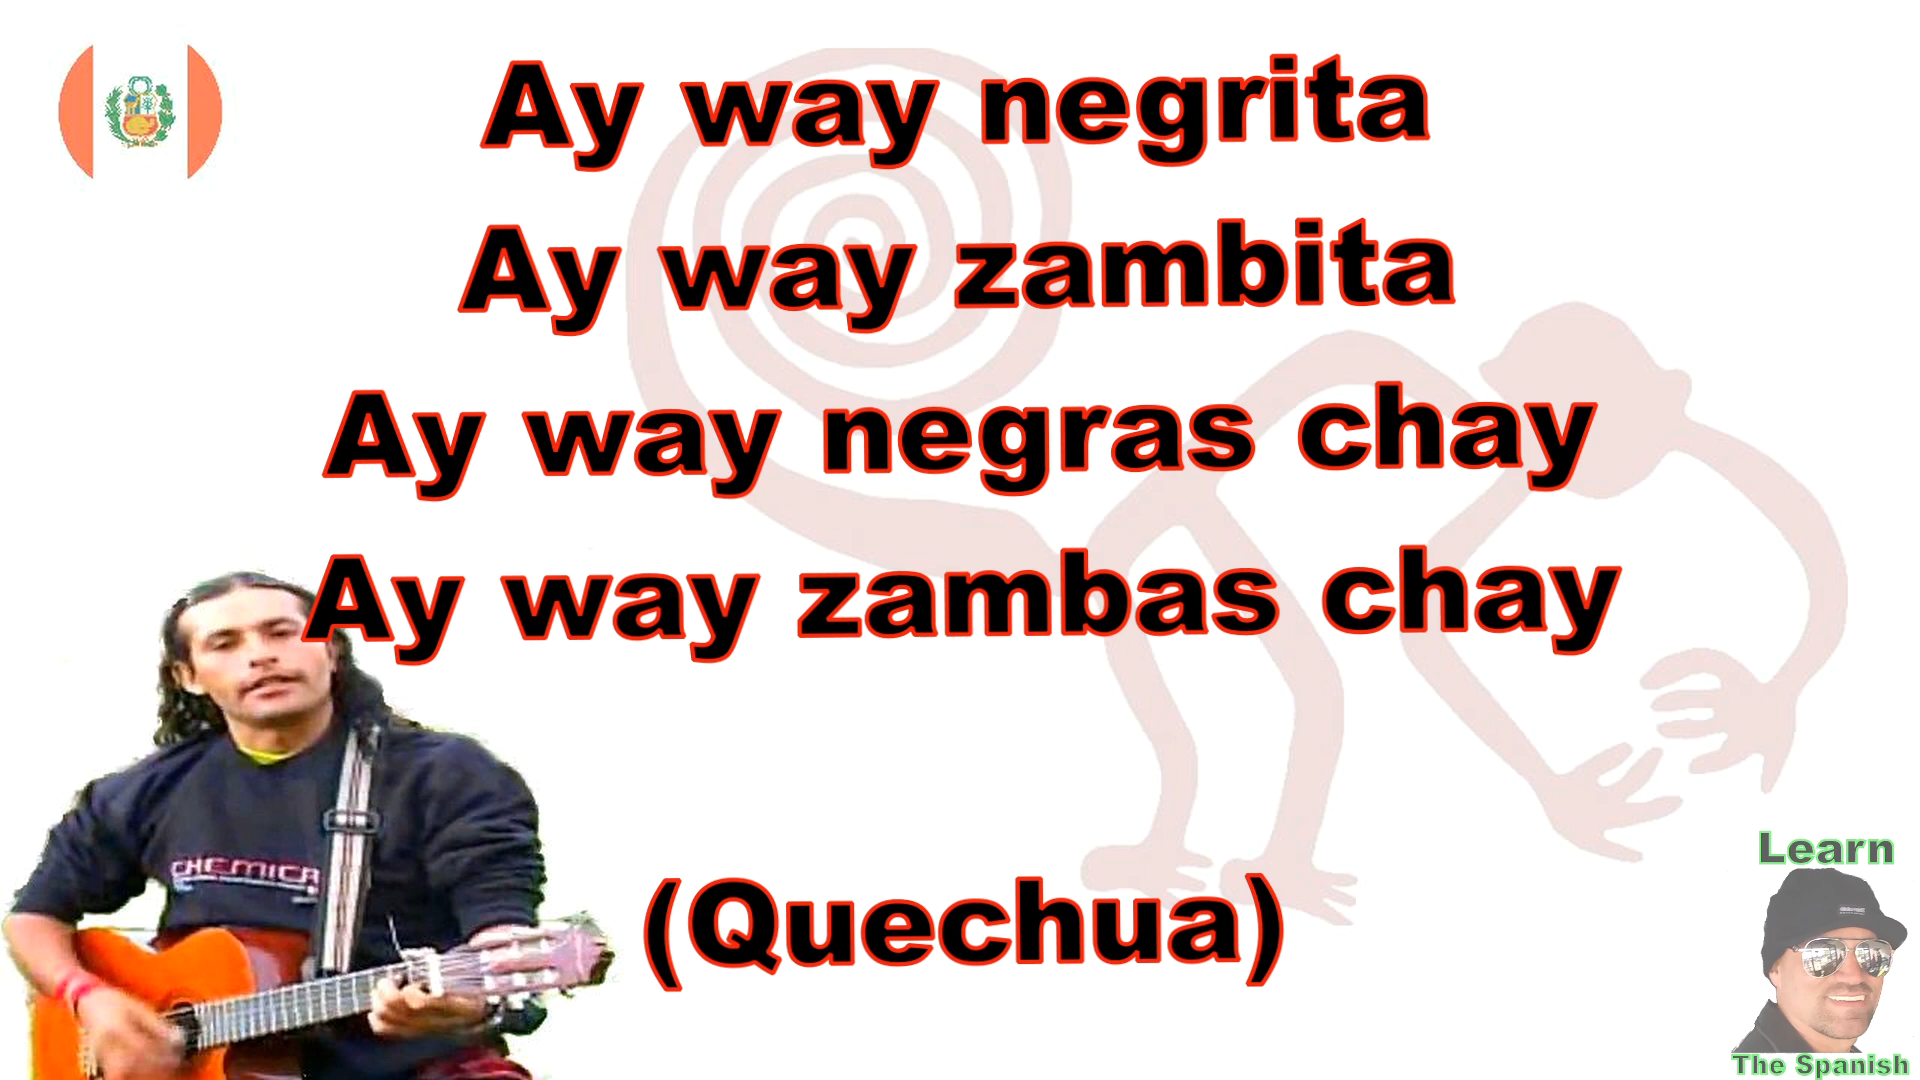 Ay way negrita
Ay way zambita
Ay way negras chay
Ay way zambas chay
CHEMICA
(Quechua)
Learn
The Spanish